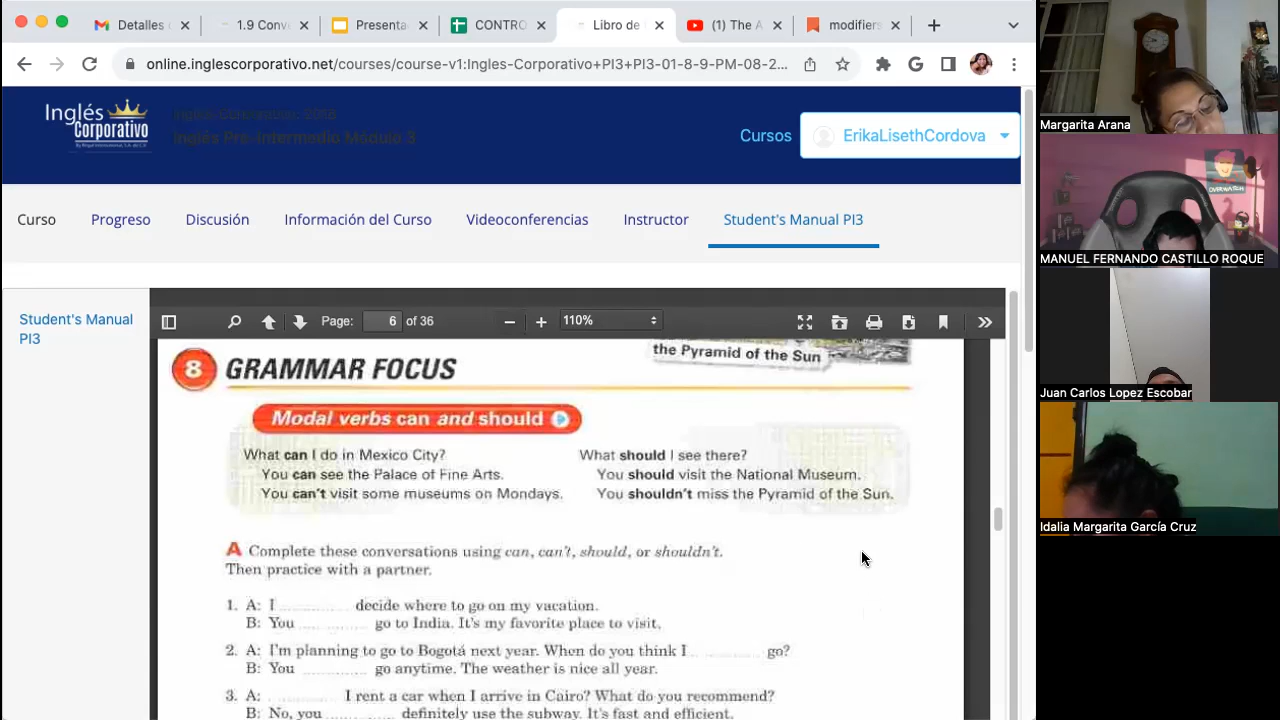 Detalles
1.9 Conv
Presenta
CONTRO
Libro de
(1) The A
modifiers
online.inglescorporativo.net/courses/course-v1:Ingles-Corporativo+PI3+PI3-01-8-9-PM-08-2...
Inglés
Corporativo
Inglés Corporativo: 2018
Inglés Pre-Intermedio Módulo 3
Cursos
ErikaLisethCordova
Curso
Progreso
Discusión
Información del Curso
Videoconferencias
Instructor
Student's Manual PI3
Student's Manual
PI3
Page:
6
of 36
110%
the Pyramid of the Sun
8 GRAMMAR FOCUS
Modal verbs can and should
What can I do in Mexico City?
You can see the Palace of Fine Arts.
You can't visit some museums on Mondays.
What should I see there?
You should visit the National Museum.
You shouldn't miss the Pyramid of the Sun.
A Complete these conversations using can, can't, should, or shouldn't.
Then practice with a partner.
1. A: I ............ decide where to go on my vacation.
B: You ............ go to India. It's my favorite place to visit.
2. A: I'm planning to go to Bogotá next year. When do you think I ............ go?
B: You ............ go anytime. The weather is nice all year.
3. A: ............ I rent a car when I arrive in Cairo? What do you recommend?
B: No, you ............ definitely use the subway. It's fast and efficient.
Margarita Arana
OVERWATCH
MANUEL FERNANDO CASTILLO ROQUE
Juan Carlos Lopez Escobar
Idalia Margarita García Cruz